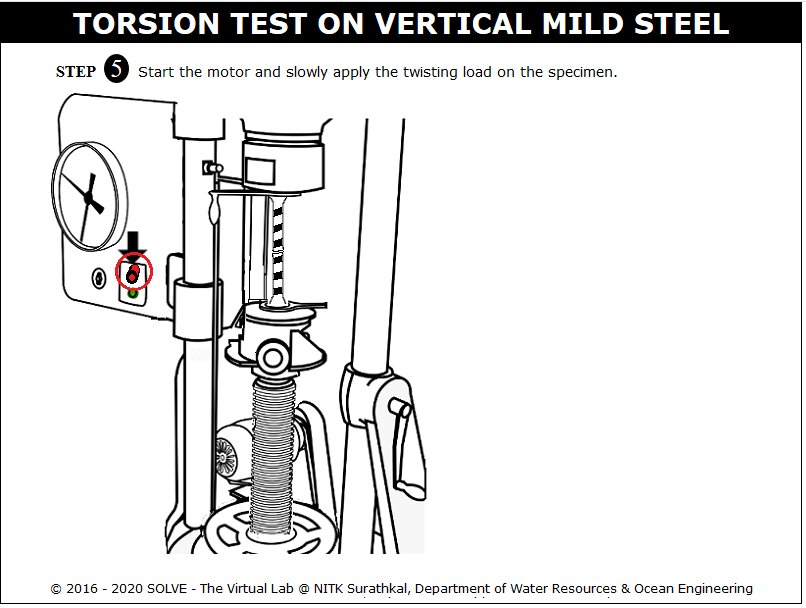 TORSION TEST ON VERTICAL MILD STEEL
STEP 5 Start the motor and slowly apply the twisting load on the specimen.
© 2016 - 2020 SOLVE - The Virtual Lab @ NITK Surathkal, Department of Water Resources & Ocean Engineering